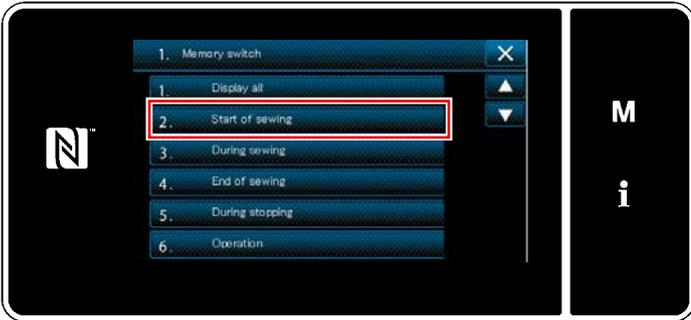 1. Memory switch
1. Display all
2. Start of sewing
3. During sewing
4. End of sewing
5. During stopping
6. Operation
M
i